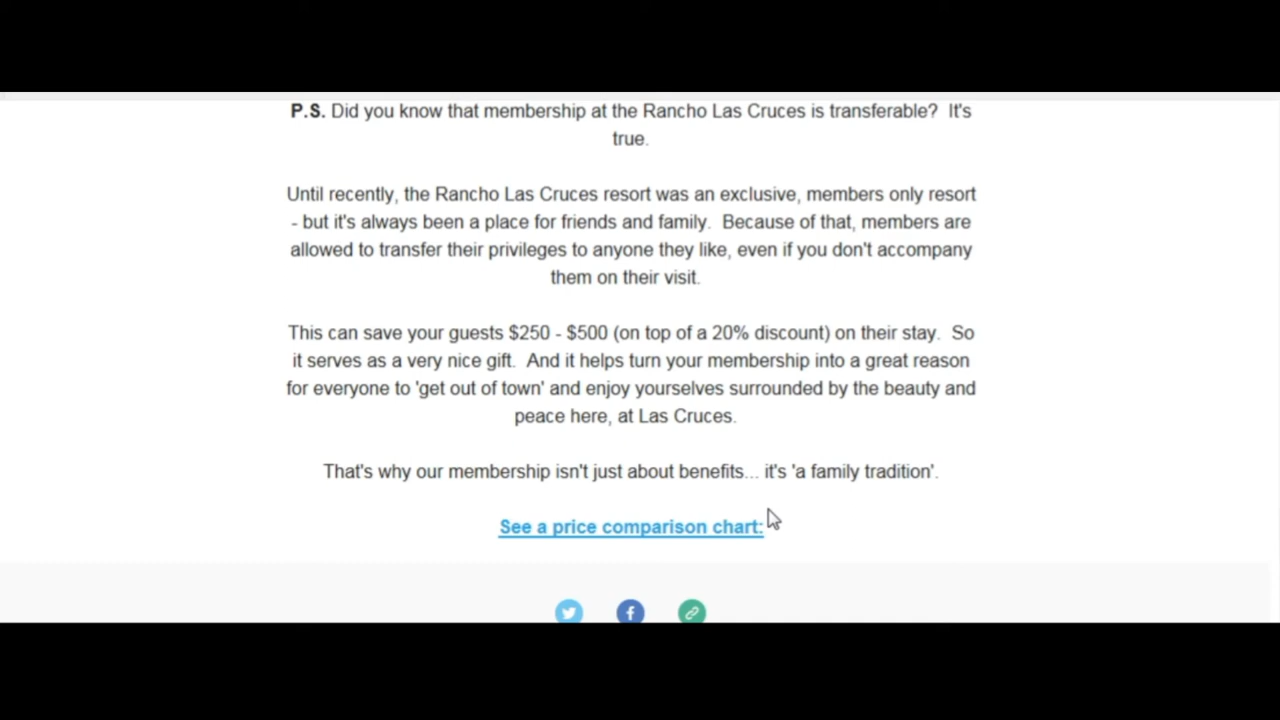 P.S. Did you know that membership at the Rancho Las Cruces is transferable?  It's
true.
Until recently, the Rancho Las Cruces resort was an exclusive, members only resort
- but it's always been a place for friends and family.  Because of that, members are
allowed to transfer their privileges to anyone they like, even if you don't accompany
them on their visit.
This can save your guests $250 - $500 (on top of a 20% discount) on their stay.  So
it serves as a very nice gift.  And it helps turn your membership into a great reason
for everyone to 'get out of town' and enjoy yourselves surrounded by the beauty and
peace here, at Las Cruces.
That's why our membership isn't just about benefits... it's 'a family tradition'.
See a price comparison chart: